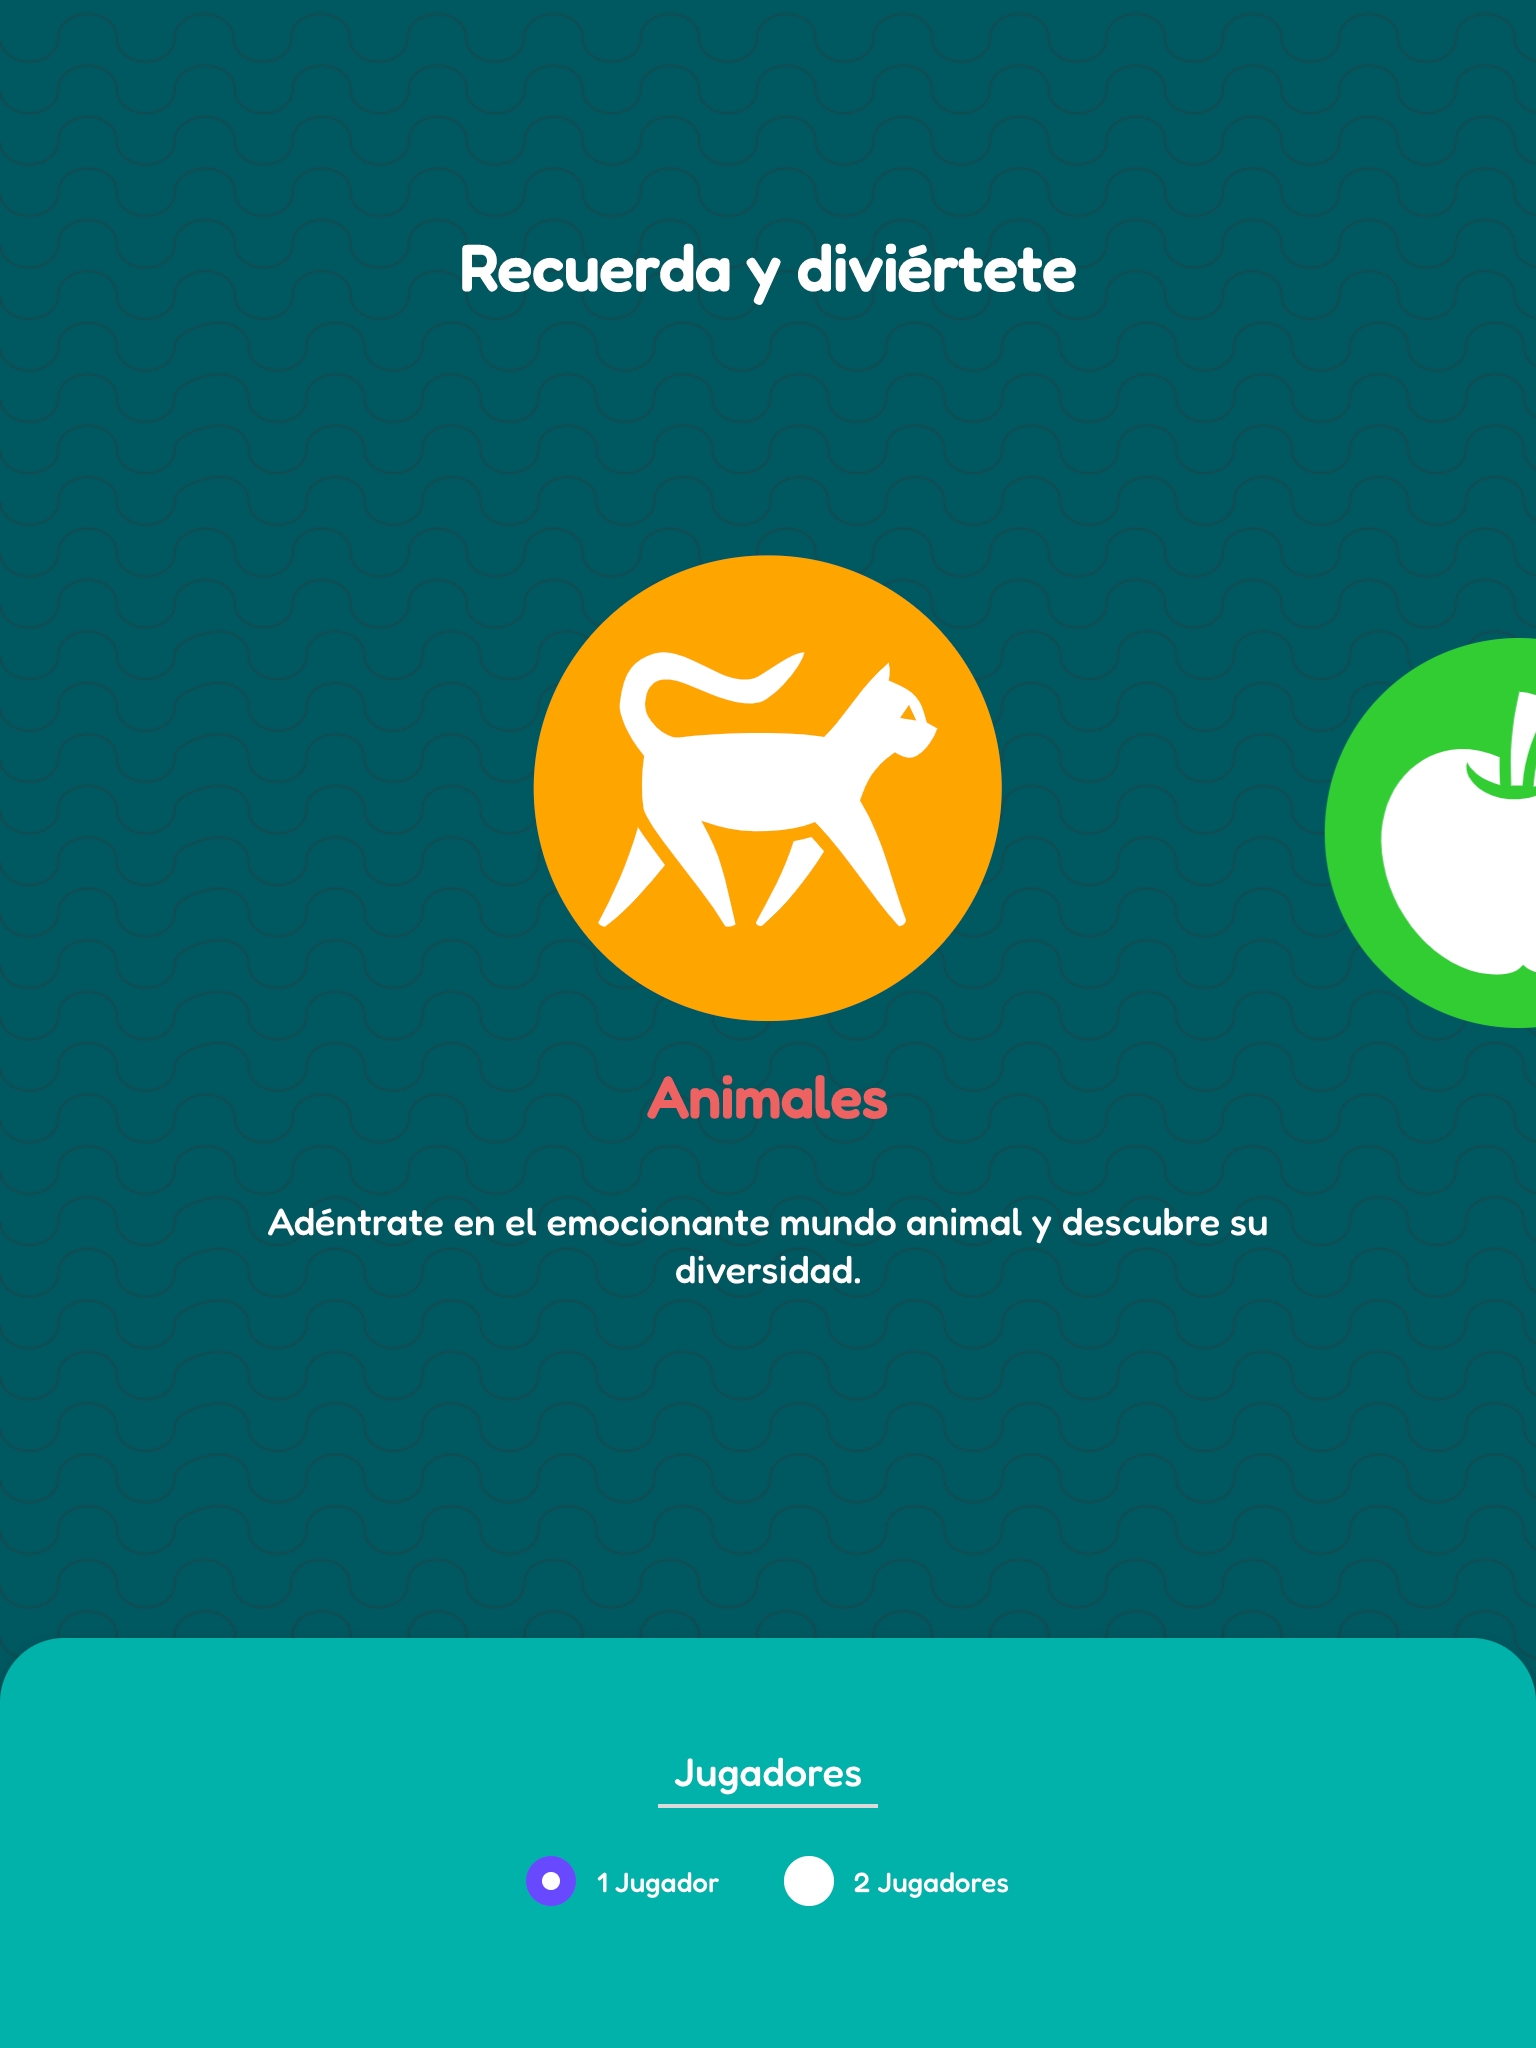 Recuerda y diviértete
Animales
Adéntrate en el emocionante mundo animal y descubre su
diversidad.
Jugadores
1 Jugador
2 Jugadores